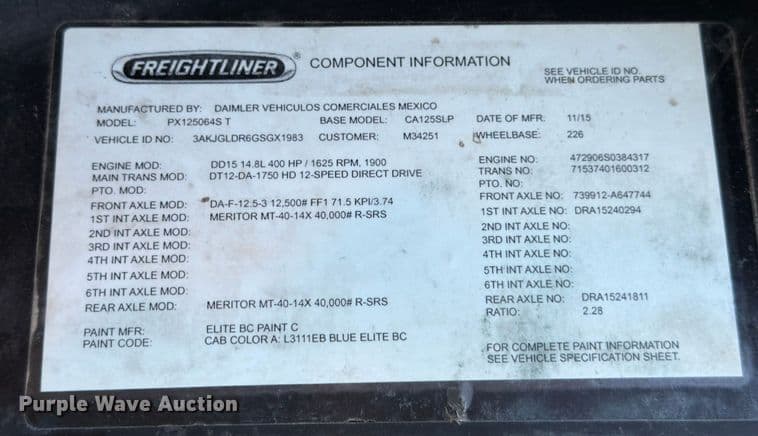 FREIGHTLINER ® COMPONENT INFORMATION
SEE VEHICLE ID NO.
WHEN ORDERING PARTS
MANUFACTURED BY: DAIMLER VEHICULOS COMERCIALES MEXICO
MODEL: PX125064S T BASE MODEL: CA125SLP DATE OF MFR: 11/15
VEHICLE ID NO: 3AKJGLDR6GSGX1983 CUSTOMER: M34251 WHEELBASE: 226
ENGINE MOD: DD15 14.8L 400 HP / 1625 RPM, 1900 ENGINE NO: 472906S0384317
MAIN TRANS MOD: DT12-DA-1750 HD 12-SPEED DIRECT DRIVE TRANS NO: 71537401600312
PTO. MOD: PTO. NO:
FRONT AXLE MOD: DA-F-12.5-3 12,500# FF1 71.5 KPI/3.74 FRONT AXLE NO: 739912-A647744
1ST INT AXLE MOD: MERITOR MT-40-14X 40,000# R-SRS 1ST INT AXLE NO: DRA15240294
2ND INT AXLE MOD: 2ND INT AXLE NO:
3RD INT AXLE MOD: 3RD INT AXLE NO:
4TH INT AXLE MOD: 4TH INT AXLE NO:
5TH INT AXLE MOD: 5TH INT AXLE NO:
6TH INT AXLE MOD: 6TH INT AXLE NO:
REAR AXLE MOD: MERITOR MT-40-14X 40,000# R-SRS REAR AXLE NO: DRA15241811
RATIO: 2.28
PAINT MFR: ELITE BC PAINT C
PAINT CODE: CAB COLOR A: L3111EB BLUE ELITE BC
FOR COMPLETE PAINT INFORMATION
SEE VEHICLE SPECIFICATION SHEET.
Purple Wave Auction